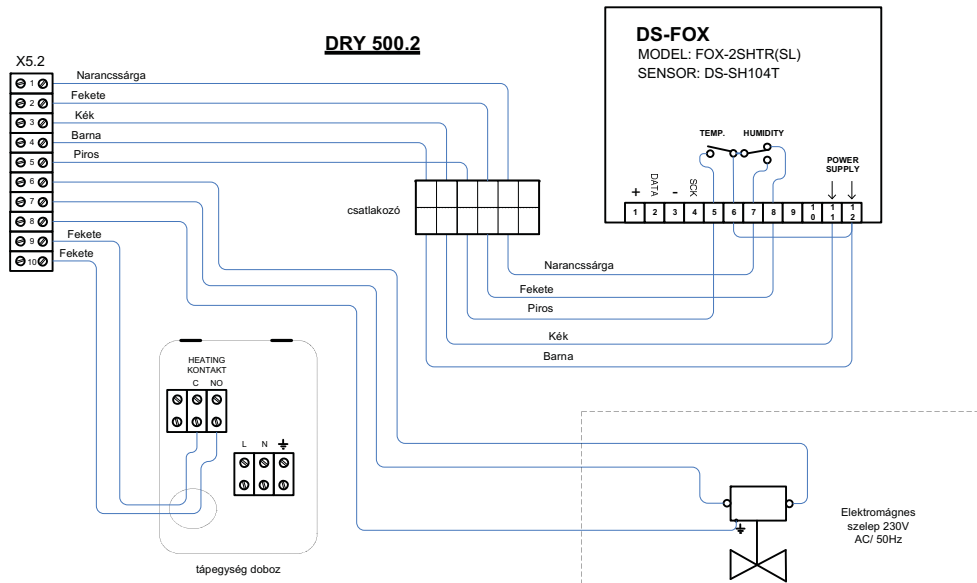 DRY 500.2
X5.2
1
2
3
4
5
6
7
8
9
10
Narancssárga
Fekete
Kék
Barna
Piros
Fekete
Fekete
csatlakozó
DS-FOX
MODEL: FOX-2SHTR(SL)
SENSOR: DS-SH104T
TEMP. HUMIDITY
POWER
SUPPLY
+ DATA - SCK
1 2 3 4 5 6 7 8 9 10 11 12
Narancssárga
Fekete
Piros
Kék
Barna
HEATING
KONTAKT
C NO
L N
tápegység doboz
Elektromágnes
szelep 230V
AC/ 50Hz